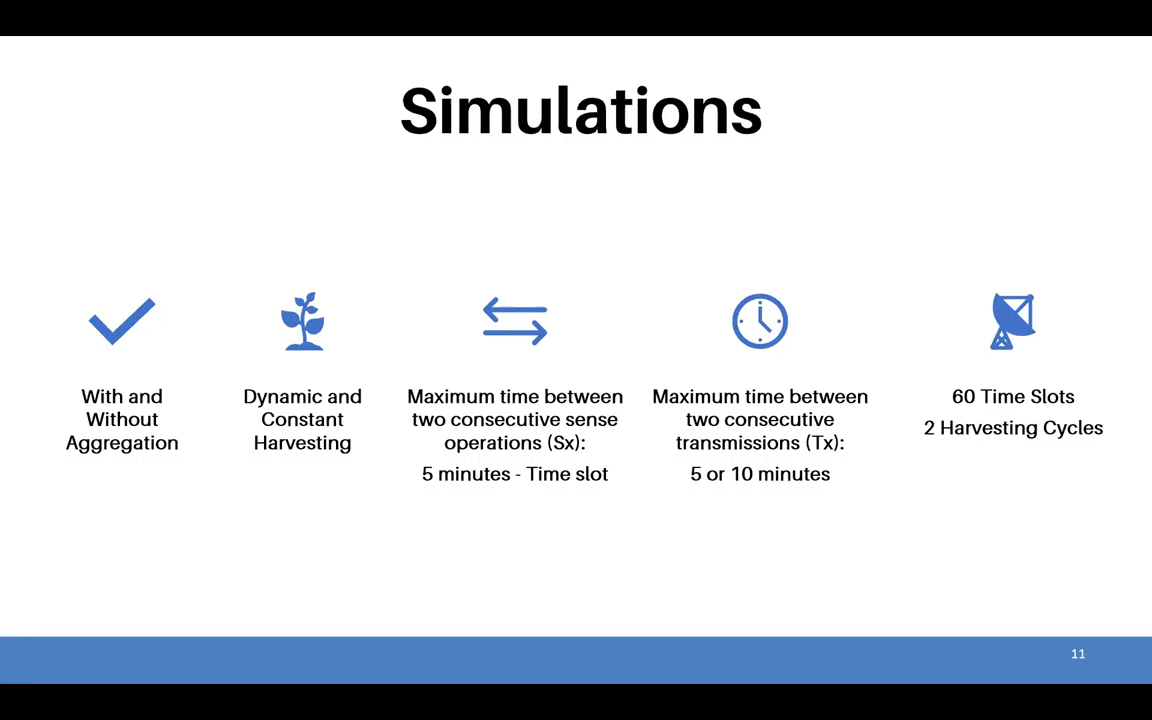 Simulations
With and
Without
Aggregation
Dynamic and
Constant
Harvesting
Maximum time between
two consecutive sense
operations (Sx):
5 minutes - Time slot
Maximum time between
two consecutive
transmissions (Tx):
5 or 10 minutes
60 Time Slots
2 Harvesting Cycles
11